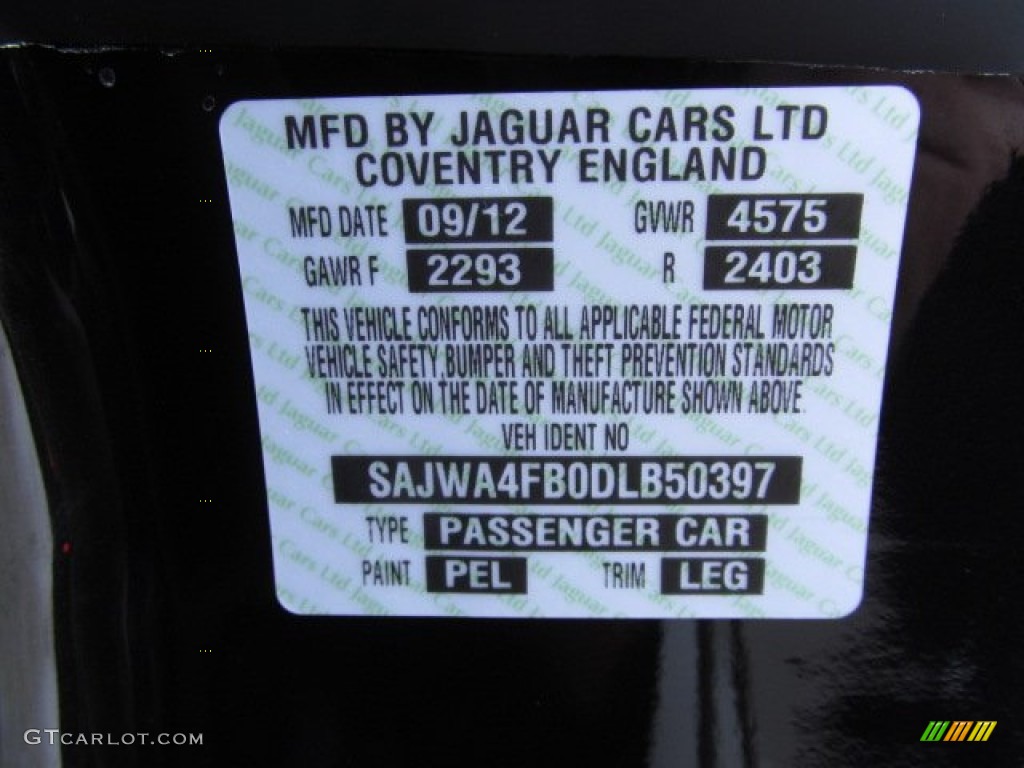 MFD BY JAGUAR CARS LTD
COVENTRY ENGLAND
MFD DATE 09/12 GVWR 4575
GAWR F 2293 R 2403
THIS VEHICLE CONFORMS TO ALL APPLICABLE FEDERAL MOTOR
VEHICLE SAFETY, BUMPER AND THEFT PREVENTION STANDARDS
IN EFFECT ON THE DATE OF MANUFACTURE SHOWN ABOVE.
VEH IDENT NO
SAJWA4FB0DLB50397
TYPE PASSENGER CAR
PAINT PEL TRIM LEG
GTCARLOT.COM